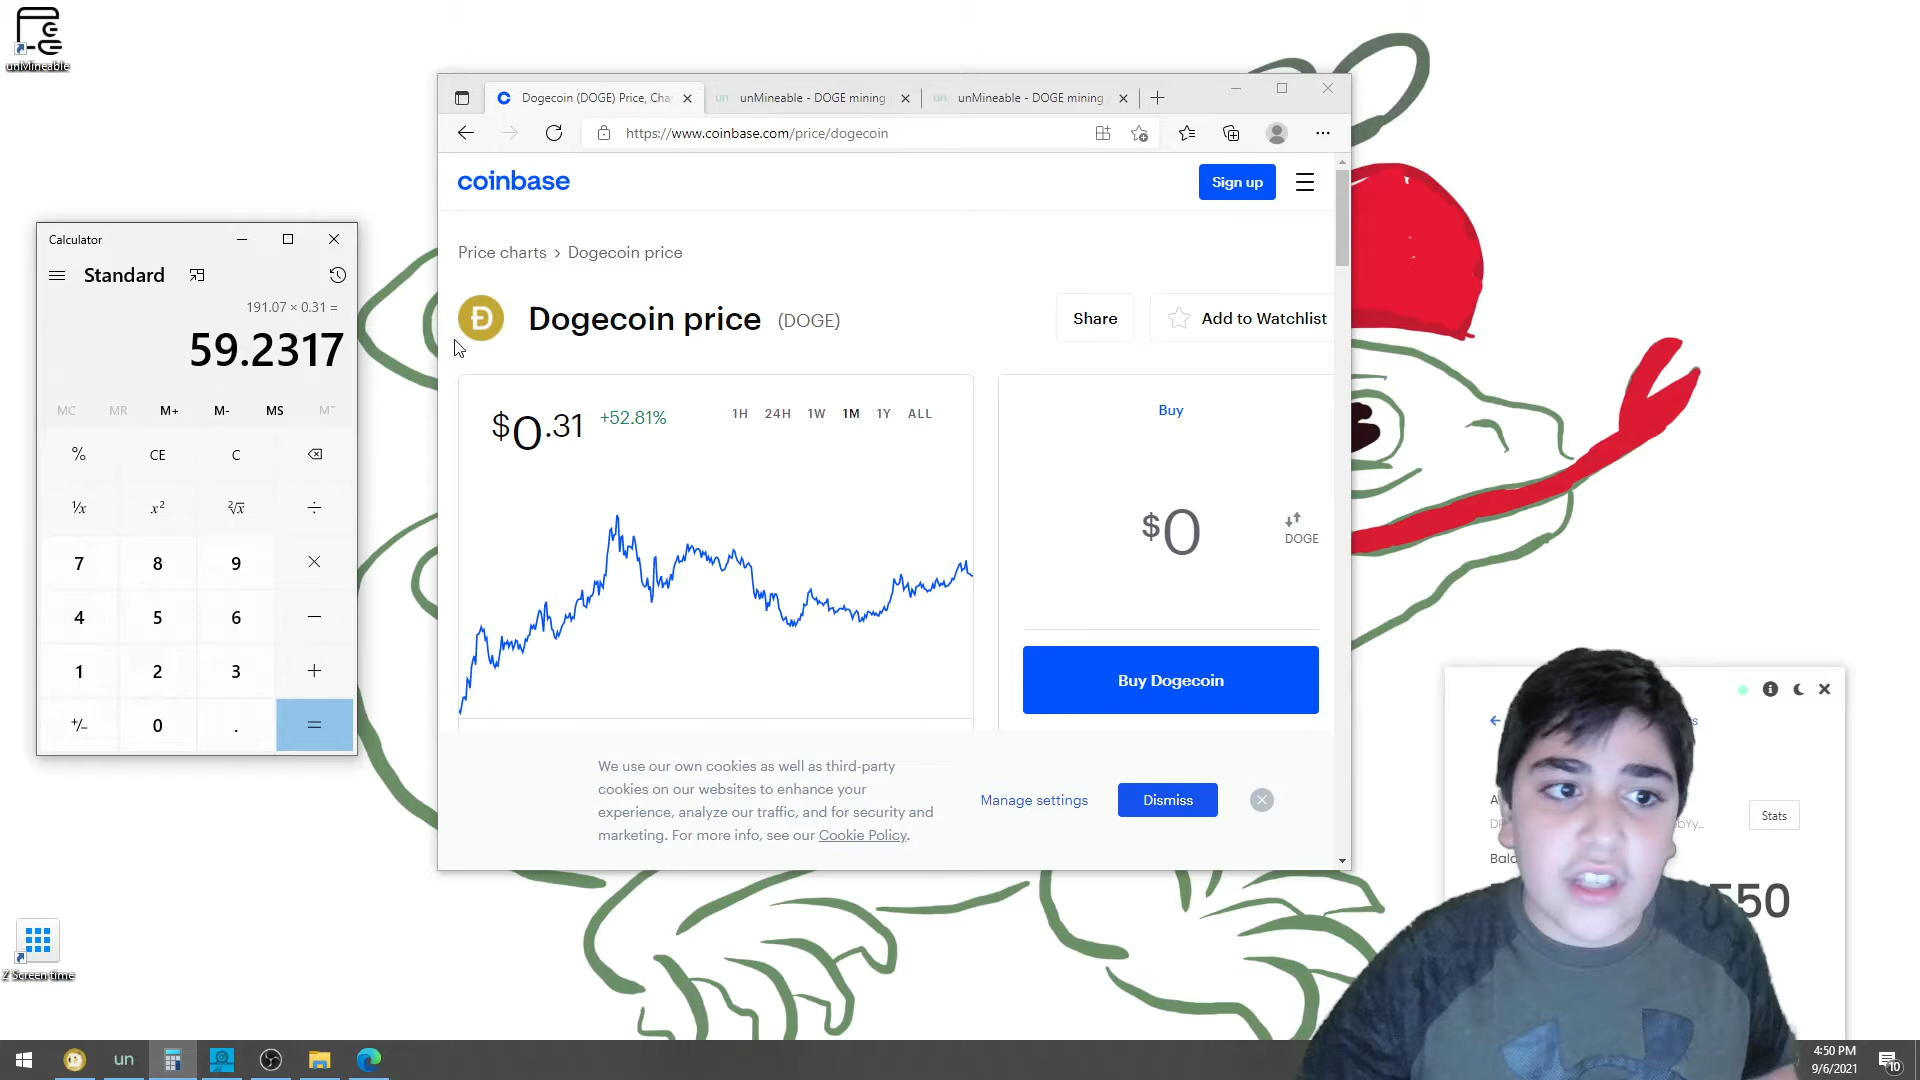 unMineable
Dogecoin (DOGE) Price, Cha
un
unMineable - DOGE mining
un
unMineable - DOGE mining
https://www.coinbase.com/price/dogecoin
coinbase
Sign up
Price charts › Dogecoin price
Dogecoin price (DOGE)
Share
Add to Watchlist
$0.31 +52.81%
1H 24H 1W 1M 1Y ALL
Buy
$0
DOGE
Buy Dogecoin
We use our own cookies as well as third-party
cookies on our websites to enhance your
experience, analyze our traffic, and for security and
marketing. For more info, see our Cookie Policy.
Manage settings
Dismiss
Calculator
Standard
191.07 × 0.31 =
59.2317
MC MR M+ M- MS M˅
% CE C
¹/x x² ²√x ÷
7 8 9 ×
4 5 6 −
1 2 3 +
+/− 0 . =
Stats
550
Z Screen time
un
4:50 PM
9/6/2021
10